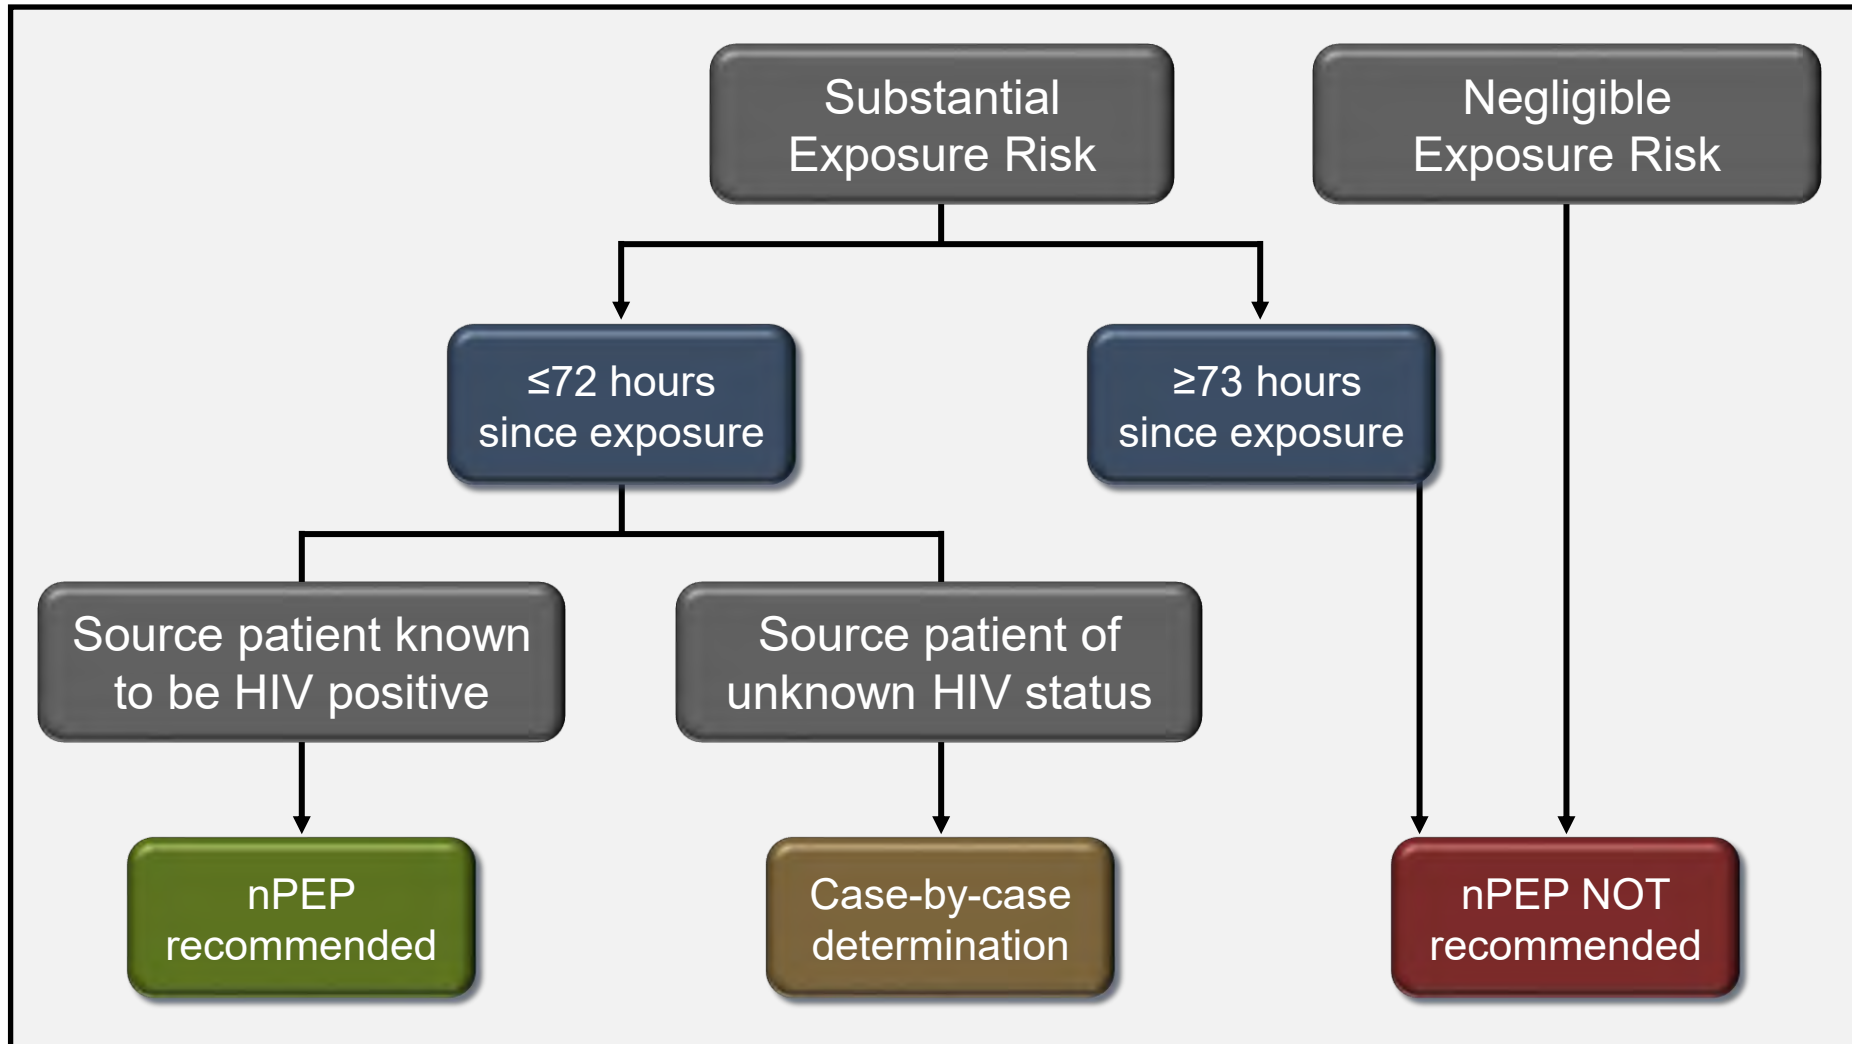 Substantial
Exposure Risk
Negligible
Exposure Risk
≤72 hours
since exposure
≥73 hours
since exposure
Source patient known
to be HIV positive
Source patient of
unknown HIV status
nPEP
recommended
Case-by-case
determination
nPEP NOT
recommended